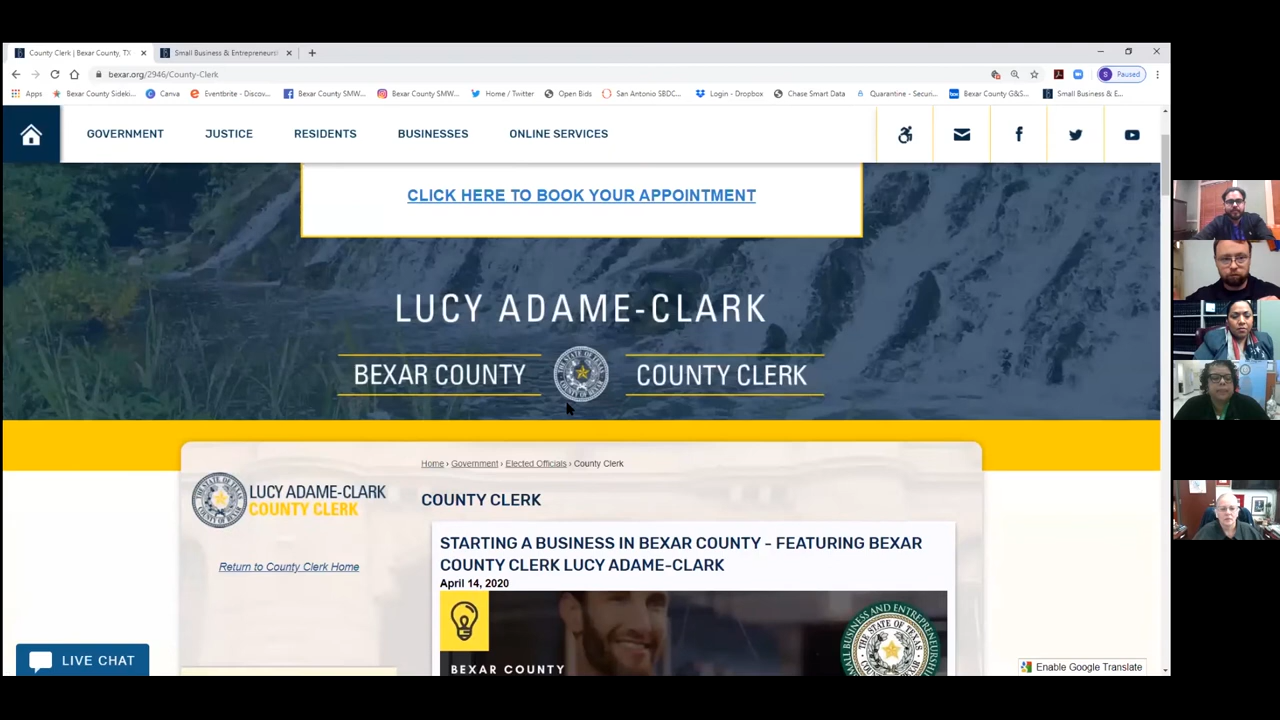 County Clerk | Bexar County, TX
Small Business & Entrepreneursh
bexar.org/2946/County-Clerk
S Paused
Apps
Bexar County Sideki...
Canva
Eventbrite - Discov...
Bexar County SMW...
Bexar County SMW...
Home / Twitter
Open Bids
San Antonio SBDC...
Login - Dropbox
Chase Smart Data
Quarantine - Securi...
Bexar County G&S...
Small Business & E...
GOVERNMENT JUSTICE RESIDENTS BUSINESSES ONLINE SERVICES
CLICK HERE TO BOOK YOUR APPOINTMENT
LUCY ADAME-CLARK
BEXAR COUNTY COUNTY CLERK
Home › Government › Elected Officials › County Clerk
LUCY ADAME-CLARK
COUNTY CLERK
COUNTY CLERK
STARTING A BUSINESS IN BEXAR COUNTY - FEATURING BEXAR
COUNTY CLERK LUCY ADAME-CLARK
Return to County Clerk Home
April 14, 2020
BEXAR COUNTY
THE STATE OF TEXAS
LIVE CHAT
Enable Google Translate